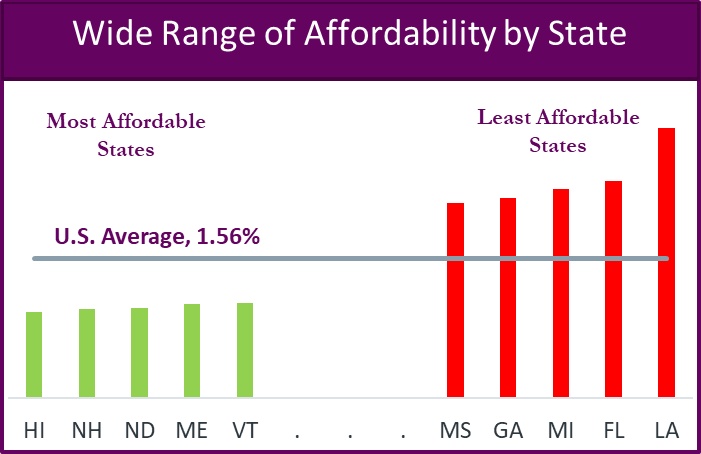 Wide Range of Affordability by State
Most Affordable
States
Least Affordable
States
U.S. Average, 1.56%
HI NH ND ME VT . . . MS GA MI FL LA